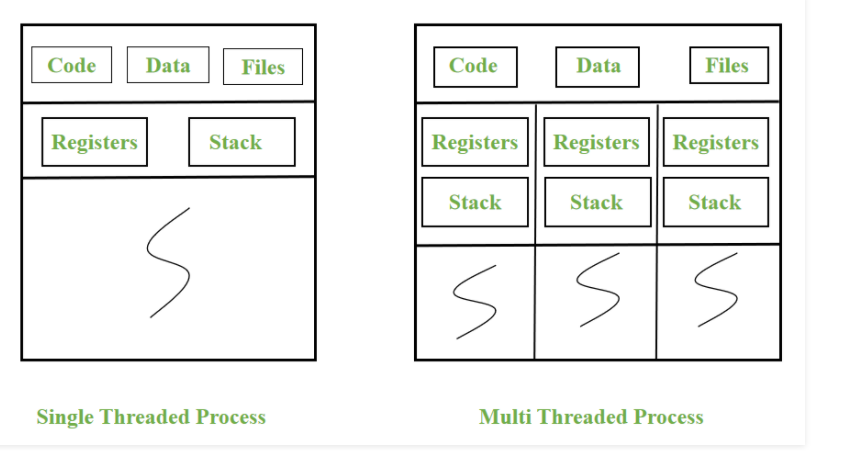 Code Data Files
Registers Stack
Single Threaded Process
Code Data Files
Registers Registers Registers
Stack Stack Stack
Multi Threaded Process